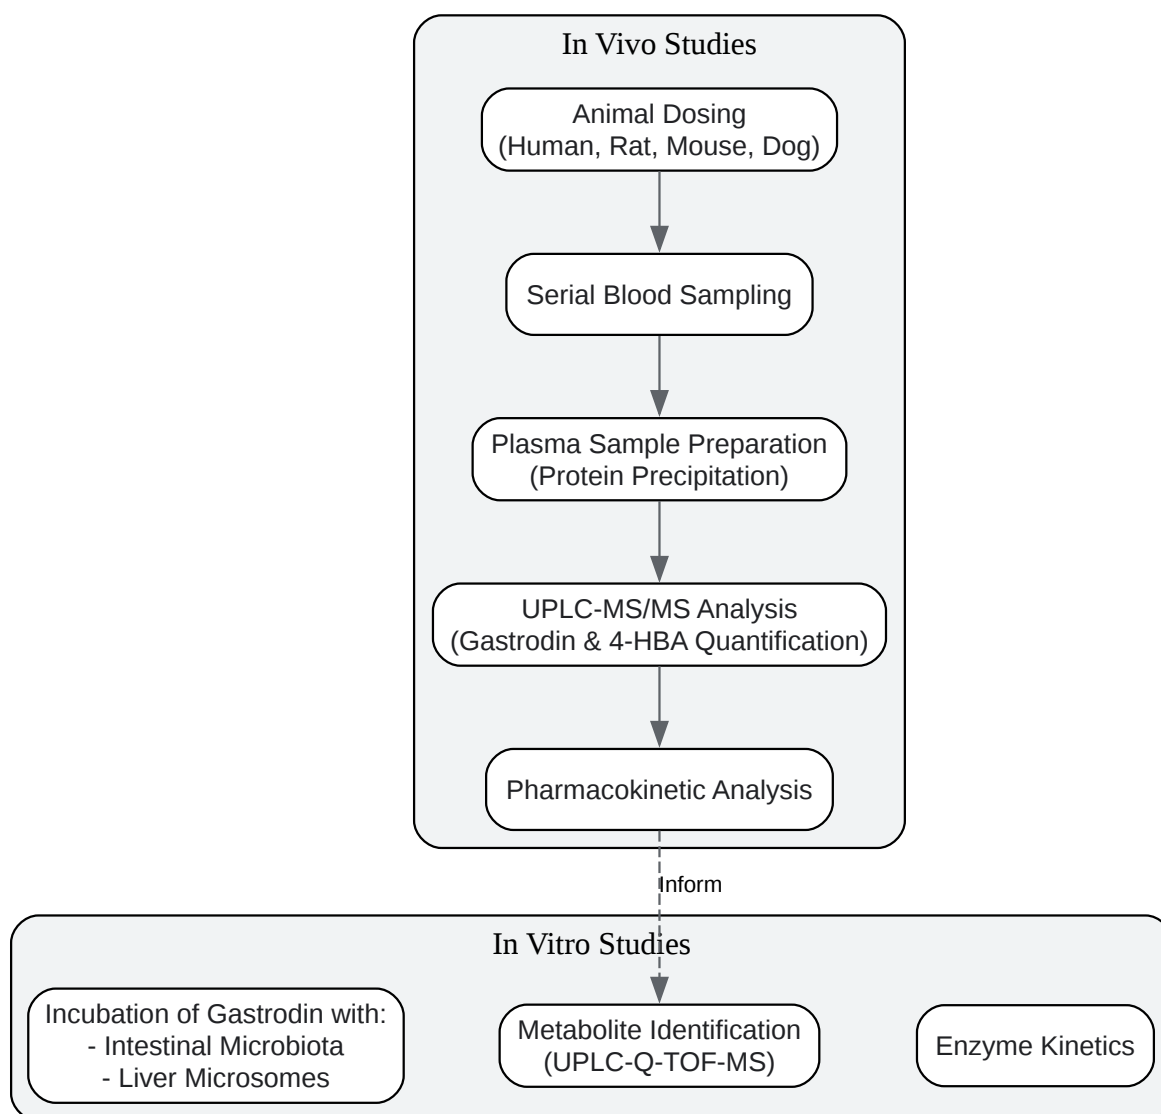 In Vivo Studies
Animal Dosing
(Human, Rat, Mouse, Dog)
Serial Blood Sampling
Plasma Sample Preparation
(Protein Precipitation)
UPLC-MS/MS Analysis
(Gastrodin & 4-HBA Quantification)
Pharmacokinetic Analysis
Inform
In Vitro Studies
Incubation of Gastrodin with:
- Intestinal Microbiota
- Liver Microsomes
Metabolite Identification
(UPLC-Q-TOF-MS)
Enzyme Kinetics